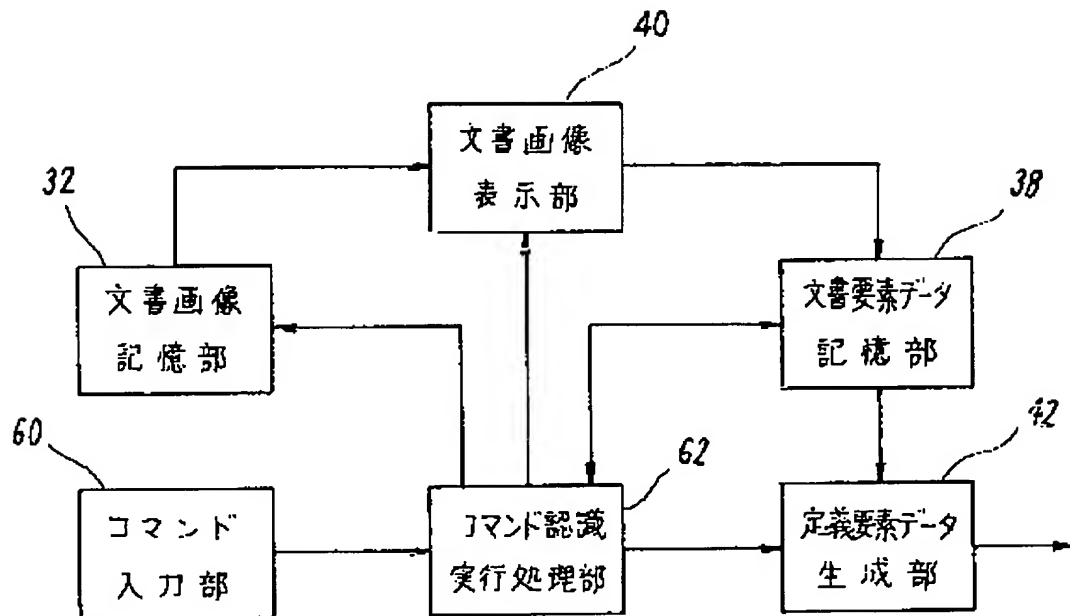 40
文書画像
表示部
32
文書画像
記憶部
38
文書要素データ
記憶部
60
コマンド
入力部
62
コマンド認識
実行処理部
42
定義要素データ
生成部